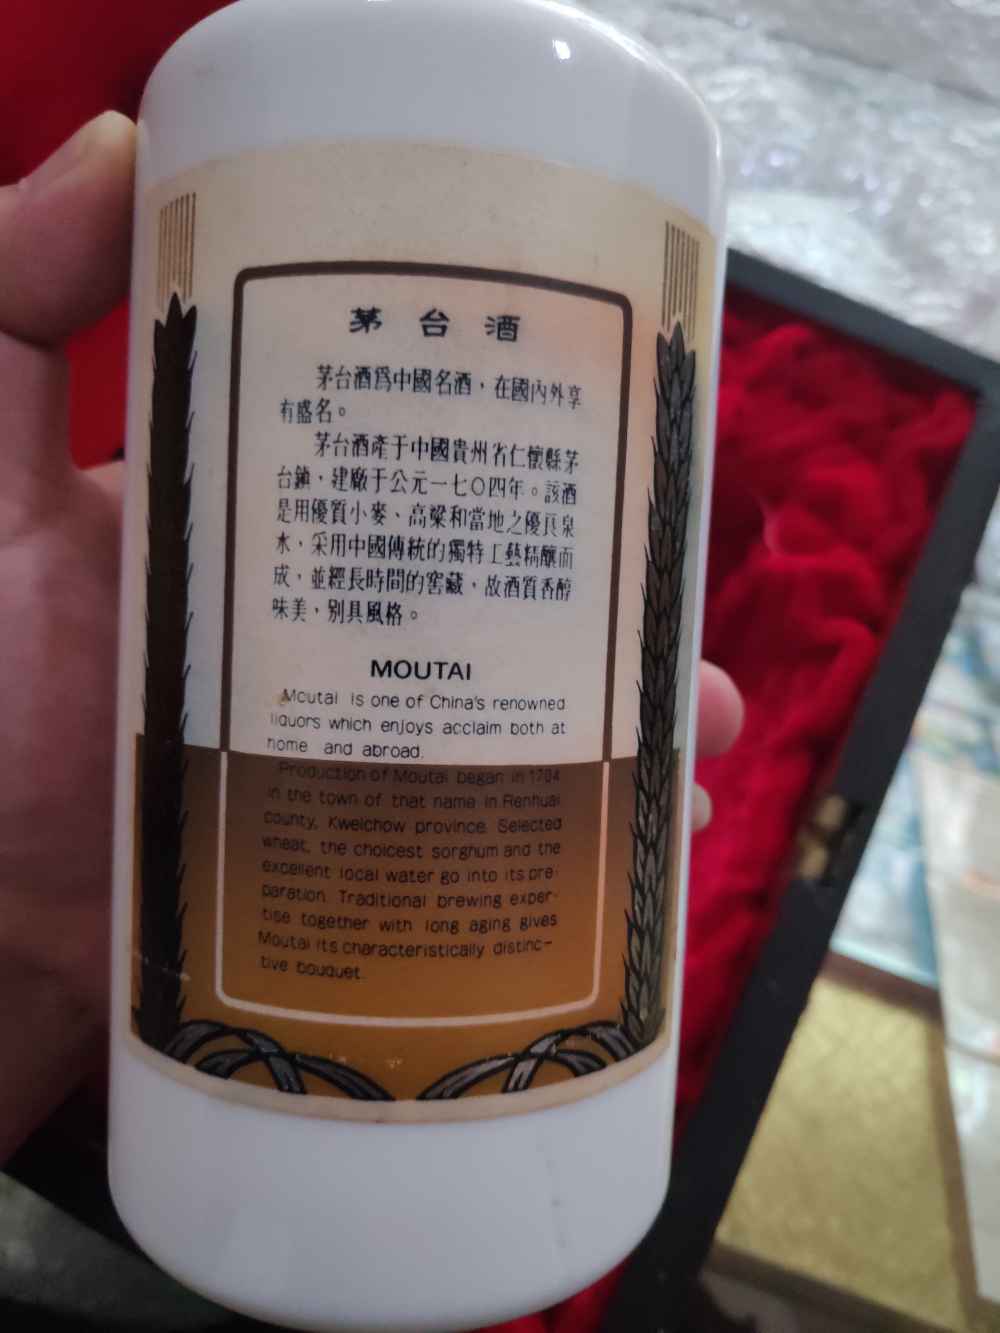 茅台酒
茅台酒爲中國名酒，在國內外享
有盛名。
茅台酒產于中國貴州省仁懷縣茅
台鎮，建廠于公元一七〇四年。該酒
是用優質小麥、高粱和當地之優良泉
水，采用中國傳統的獨特工藝精釀而
成，並經長時間的窖藏，故酒質香醇
味美，別具風格。
MOUTAI
Moutai is one of China's renowned
liquors which enjoys acclaim both at
home and abroad.
Production of Moutai began in 1704
in the town of that name in Renhuai
county, Kweichow province. Selected
wheat, the choicest sorghum and the
excellent local water go into its pre-
paration. Traditional brewing exper-
tise together with long aging gives
Moutai its characteristically distinc-
tive bouquet.